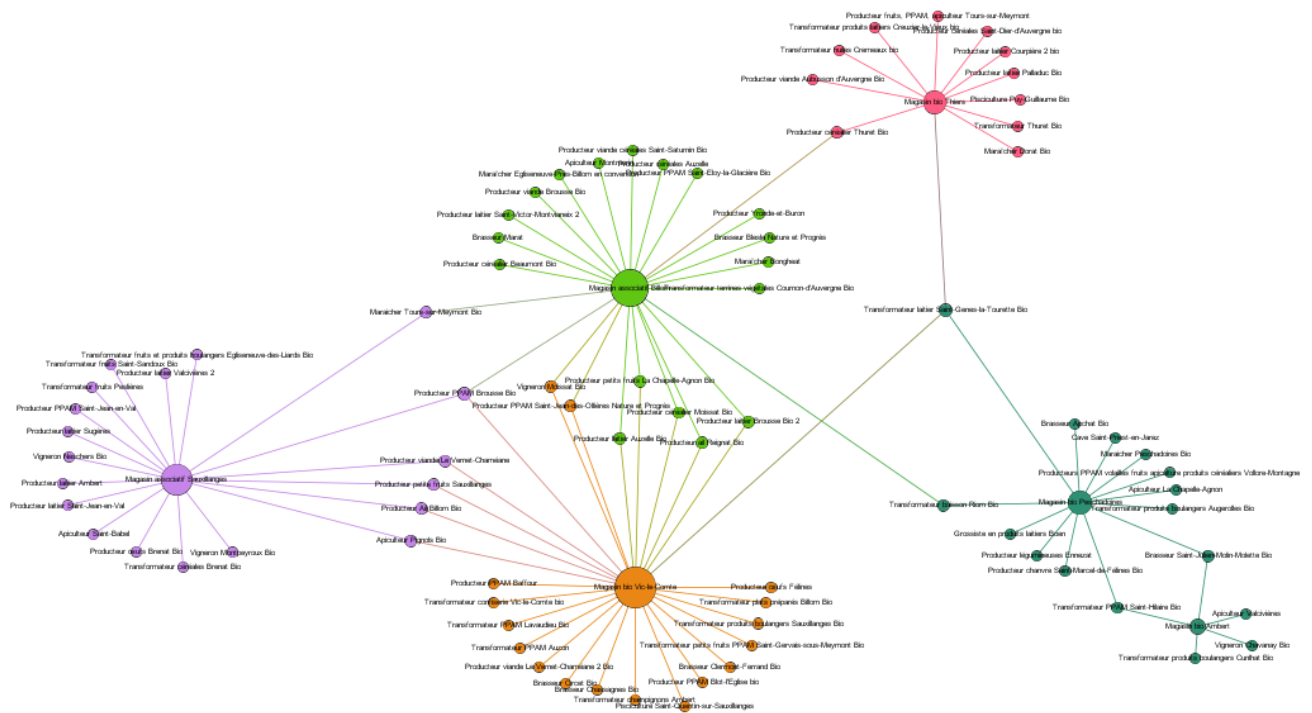 Producteur fruits, PPAM, apiculteur Tours-sur-Meymont
Transformateur produits laitiers Creuzier-le-Vieux bio
Producteur céréales Saint-Dier-d'Auvergne bio
Transformateur huiles Cremeaux bio
Producteur laitier Courpière 2 bio
Producteur laitier Palladuc Bio
Producteur viande Aubusson d'Auvergne Bio
Magasin bio Thiers
Pisciculture Puy-Guillaume Bio
Transformateur Thuret Bio
Producteur céréalier Thuret Bio
Maraîcher Dorat Bio
Producteur viande céréales Saint-Saturnin Bio
Apiculteur Montmorin
Producteur céréales Auzelle
Maraîcher Egliseneuve-Près-Billom en conversion
Producteur PPAM Saint-Eloy-la-Glacière Bio
Producteur viande Brousse Bio
Producteur laitier Saint-Victor-Montvianeix 2
Producteur Yronde-et-Buron
Brasseur Marat
Brasseur Blesle Nature et Progrès
Producteur céréalier Beaumont Bio
Maraîcher Bongheat
Magasin associatif Billom
Transformateur terrines végétales Cournon-d'Auvergne Bio
Maraîcher Tours-sur-Meymont Bio
Transformateur laitier Saint-Genès-la-Tourette Bio
Transformateur fruits et produits boulangers Egliseneuve-des-Liards Bio
Transformateur fruits Saint-Sandoux Bio
Producteur laitier Valcivières 2
Transformateur fruits Peslières
Producteur PPAM Brousse Bio
Vigneron Moissat Bio
Producteur petits fruits La Chapelle-Agnon Bio
Producteur PPAM Saint-Jean-des-Ollières Nature et Progrès
Producteur PPAM Saint-Jean-en-Val
Producteur céréalier Moissat Bio
Producteur laitier Brousse Bio 2
Producteur laitier Sugères
Producteur laitier Auzelle Bio
Producteur ail Reignat Bio
Brasseur Apchat Bio
Cave Saint-Priest-en-Jarez
Maraîcher Peschadoires Bio
Vigneron Neschers Bio
Producteur viande Le Vernet-Chaméane
Producteurs PPAM volailles fruits apiculture produits céréaliers Vollore-Montagne
Magasin associatif Sauxillanges
Producteur laitier Ambert
Producteur petits fruits Sauxillanges
Apiculteur La Chapelle-Agnon
Producteur laitier Saint-Jean-en-Val
Producteur Ail Billom Bio
Transformateur boisson Riom Bio
Magasin bio Peschadoires
Transformateur produits boulangers Augerolles Bio
Apiculteur Saint-Babel
Apiculteur Pignols Bio
Grossiste en produits laitiers Boen
Producteur oeufs Brenat Bio
Vigneron Montpeyroux Bio
Producteur légumineuses Ennezat
Brasseur Saint-Julien-Molin-Molette Bio
Transformateur céréales Brenat Bio
Producteur chanvre Saint-Marcel-de-Félines Bio
Producteur PPAM Balfour
Magasin bio Vic-le-Comte
Producteur oeufs Félines
Transformateur confiserie Vic-le-Comte bio
Transformateur plats préparés Billom Bio
Transformateur PPAM Saint-Hilaire Bio
Apiculteur Valcivières
Transformateur PPAM Lavaudieu Bio
Transformateur produits boulangers Sauxillanges Bio
Magasin bio Ambert
Transformateur PPAM Auzon
Transformateur petits fruits PPAM Saint-Gervais-sous-Meymont Bio
Vigneron Chavanay Bio
Transformateur produits boulangers Cunlhat Bio
Producteur viande Le Vernet-Chaméane 2 Bio
Brasseur Clermont-Ferrand Bio
Brasseur Orcet Bio
Producteur PPAM Blot-l'Eglise bio
Brasseur Chassagnes Bio
Transformateur champignons Ambert
Pisciculture Saint-Quentin-sur-Sauxillanges